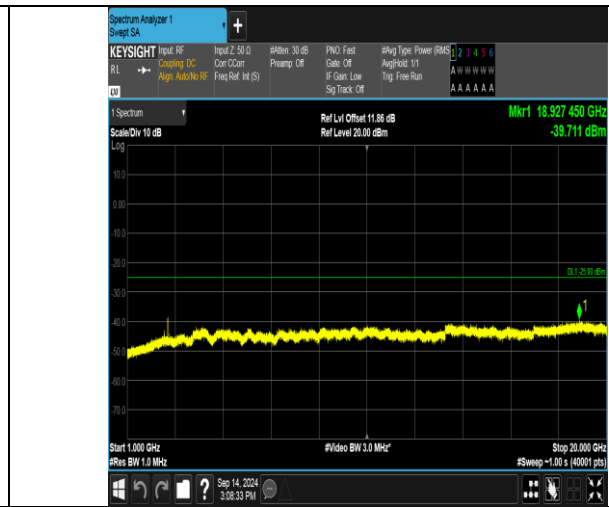 Spectrum Analyzer 1
Swept SA
+
KEYSIGHT Input: RF Input Z: 50 Ω #Atten: 30 dB PNO: Fast #Avg Type: Power (RMS 1 2 3 4 5 6
RL Coupling: DC Corr CCorr Preamp: Off Gate: Off Avg|Hold: 1/1 A W W W W W
Align: Auto/No RF Freq Ref: Int (S) IF Gain: Low Trig: Free Run
LXI Sig Track: Off A A A A A A
1 Spectrum Ref Lvl Offset 11.86 dB Mkr1 18.927 450 GHz
Scale/Div 10 dB Ref Level 20.00 dBm -39.711 dBm
Log
10.0
0.00
-10.0
-20.0
DL1 -25.00 dBm
-30.0
1
-40.0
-50.0
-60.0
-70.0
Start 1.000 GHz #Video BW 3.0 MHz* Stop 20.000 GHz
#Res BW 1.0 MHz #Sweep ~1.00 s (40001 pts)
? Sep 14, 2024
3:08:33 PM